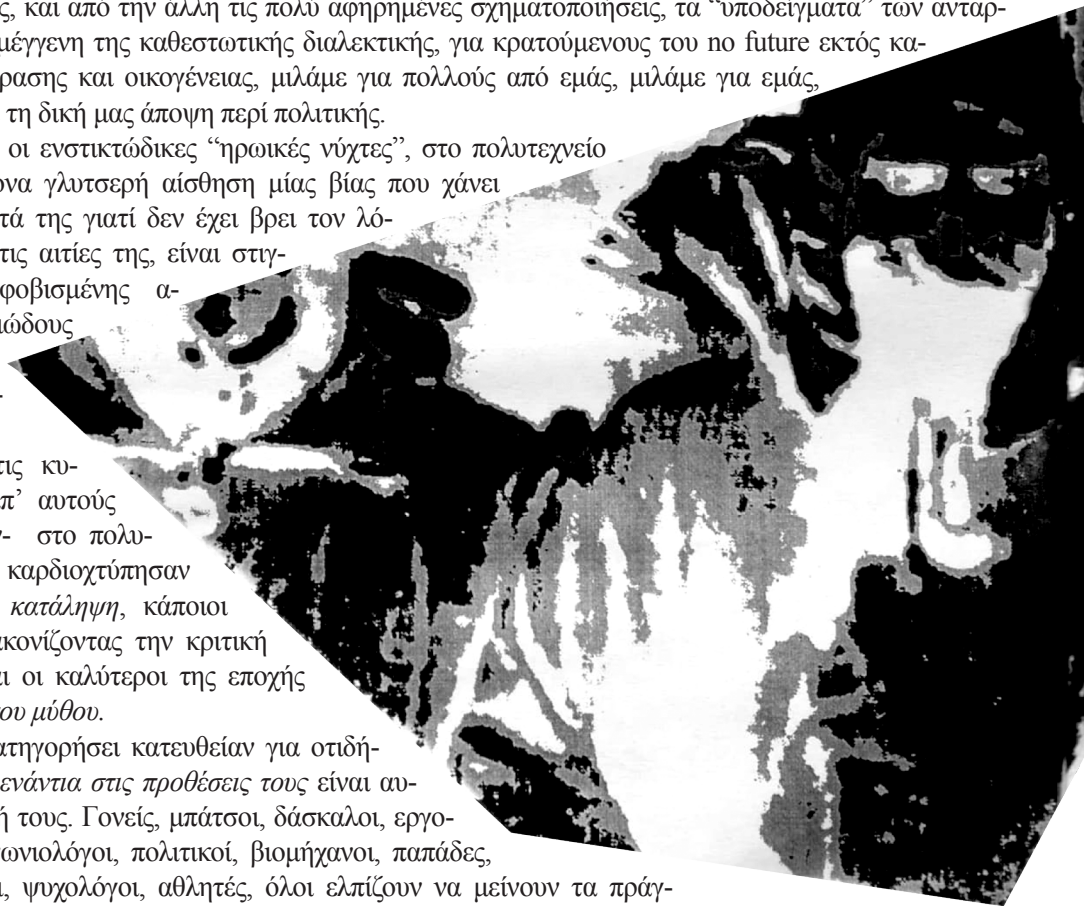 ς, και από την άλλη τις πολύ αφηρημένες σχηματοποιήσεις, τα “υποδείγματα” των ανταρ-
μέγγενη της καθεστωτικής διαλεκτικής, για κρατούμενους του no future εκτός κα-
ρασης και οικογένειας, μιλάμε για πολλούς από εμάς, μιλάμε για εμάς,
τη δική μας άποψη περί πολιτικής.
οι ενστικτώδικες “ηρωικές νύχτες”, στο πολυτεχνείο
ονα γλυτσερή αίσθηση μίας βίας που χάνει
τά της γιατί δεν έχει βρει τον λό-
τις αιτίες της, είναι στιγ-
φοβισμένης α-
ιώδους
-
τις κυ-
π’ αυτούς
ν- στο πολυ-
καρδιοχτύπησαν
κατάληψη, κάποιοι
ακονίζοντας την κριτική
αι οι καλύτεροι της εποχής
του μύθου.
ατηγορήσει κατευθείαν για οτιδή-
ενάντια στις προθέσεις τους είναι αυ-
ή τους. Γονείς, μπάτσοι, δάσκαλοι, εργο-
ωνιολόγοι, πολιτικοί, βιομήχανοι, παπάδες,
ι, ψυχολόγοι, αθλητές, όλοι ελπίζουν να μείνουν τα πράγ-